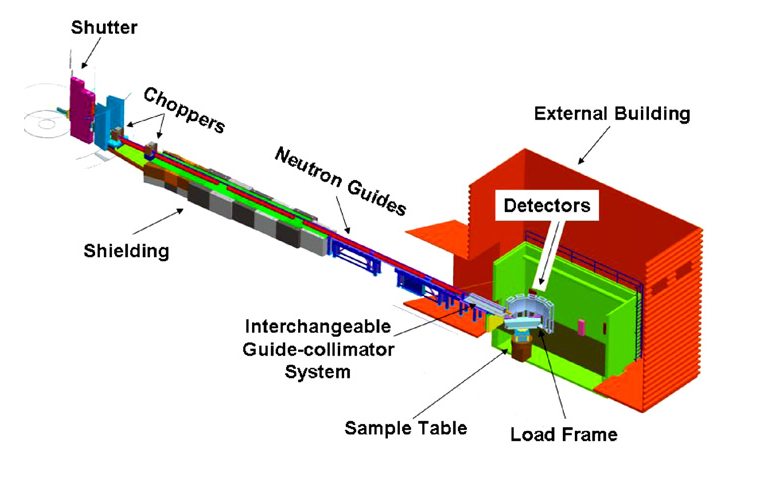 Shutter
Choppers
External Building
Neutron Guides
Detectors
Shielding
Interchangeable
Guide-collimator
System
Sample Table
Load Frame